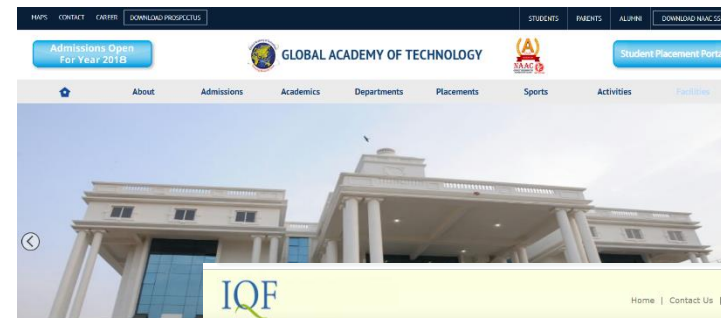 MAPS CONTACT CAREER DOWNLOAD PROSPECTUS STUDENTS PARENTS ALUMNI DOWNLOAD NAAC SS
Admissions Open
For Year 2018
GLOBAL ACADEMY OF TECHNOLOGY
A
NAAC
Student Placement Porta
About Admissions Academics Departments Placements Sports Activities Facilities
IQF
Home | Contact Us |